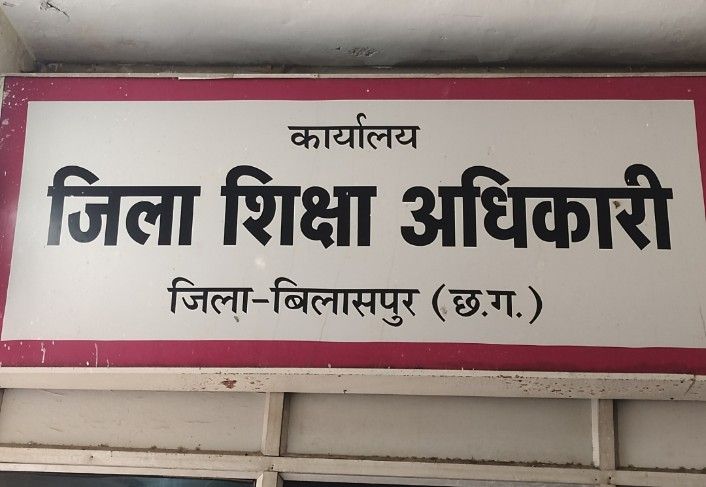 कार्यालय
जिला शिक्षा अधिकारी
जिला-बिलासपुर (छ.ग.)